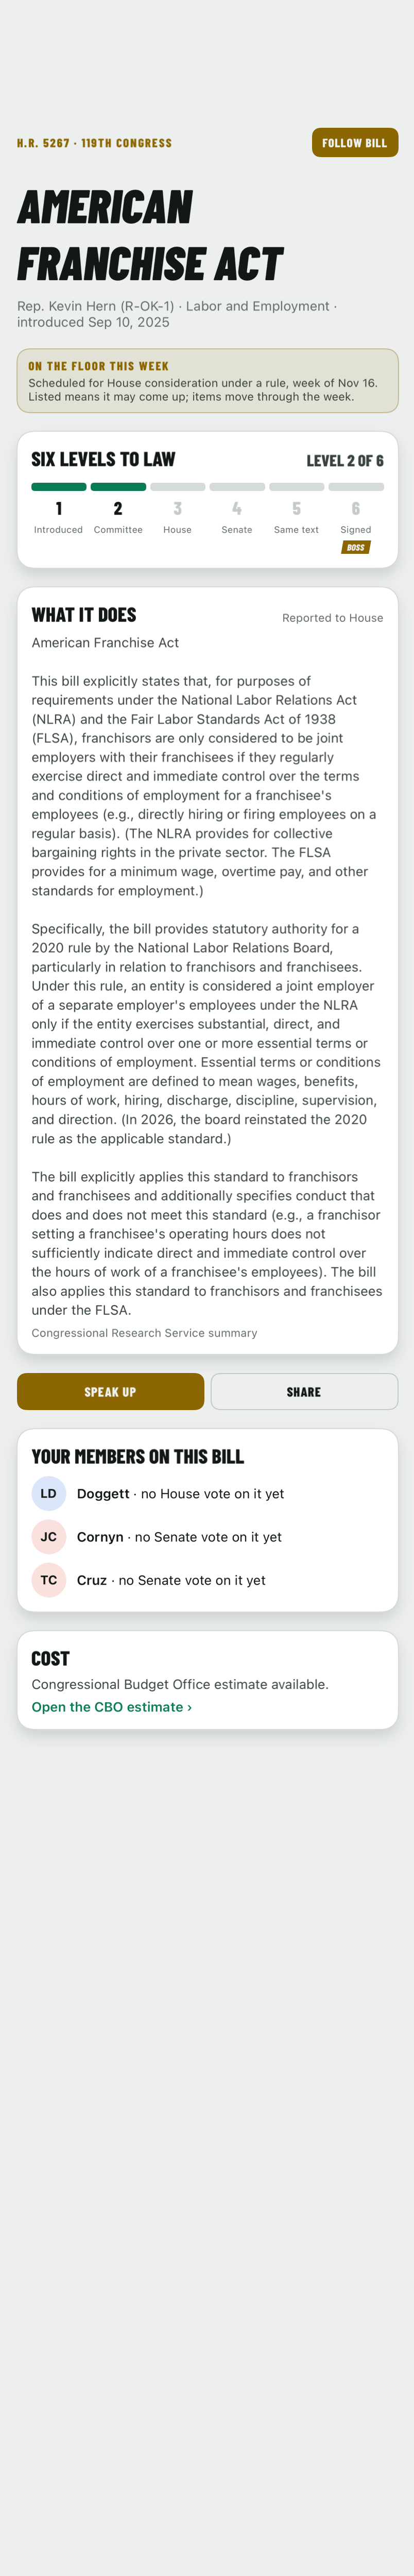 H.R. 5267 · 119TH CONGRESS
FOLLOW BILL
AMERICAN
FRANCHISE ACT
Rep. Kevin Hern (R-OK-1) · Labor and Employment ·
introduced Sep 10, 2025
ON THE FLOOR THIS WEEK
Scheduled for House consideration under a rule, week of Nov 16.
Listed means it may come up; items move through the week.
SIX LEVELS TO LAW
LEVEL 2 OF 6
1 2 3 4 5 6
Introduced Committee House Senate Same text Signed
BOSS
WHAT IT DOES
Reported to House
American Franchise Act
This bill explicitly states that, for purposes of
requirements under the National Labor Relations Act
(NLRA) and the Fair Labor Standards Act of 1938
(FLSA), franchisors are only considered to be joint
employers with their franchisees if they regularly
exercise direct and immediate control over the terms
and conditions of employment for a franchisee's
employees (e.g., directly hiring or firing employees on a
regular basis). (The NLRA provides for collective
bargaining rights in the private sector. The FLSA
provides for a minimum wage, overtime pay, and other
standards for employment.)
Specifically, the bill provides statutory authority for a
2020 rule by the National Labor Relations Board,
particularly in relation to franchisors and franchisees.
Under this rule, an entity is considered a joint employer
of a separate employer's employees under the NLRA
only if the entity exercises substantial, direct, and
immediate control over one or more essential terms or
conditions of employment. Essential terms or conditions
of employment are defined to mean wages, benefits,
hours of work, hiring, discharge, discipline, supervision,
and direction. (In 2026, the board reinstated the 2020
rule as the applicable standard.)
The bill explicitly applies this standard to franchisors
and franchisees and additionally specifies conduct that
does and does not meet this standard (e.g., a franchisor
setting a franchisee's operating hours does not
sufficiently indicate direct and immediate control over
the hours of work of a franchisee's employees). The bill
also applies this standard to franchisors and franchisees
under the FLSA.
Congressional Research Service summary
SPEAK UP
SHARE
YOUR MEMBERS ON THIS BILL
LD Doggett · no House vote on it yet
JC Cornyn · no Senate vote on it yet
TC Cruz · no Senate vote on it yet
COST
Congressional Budget Office estimate available.
Open the CBO estimate ›